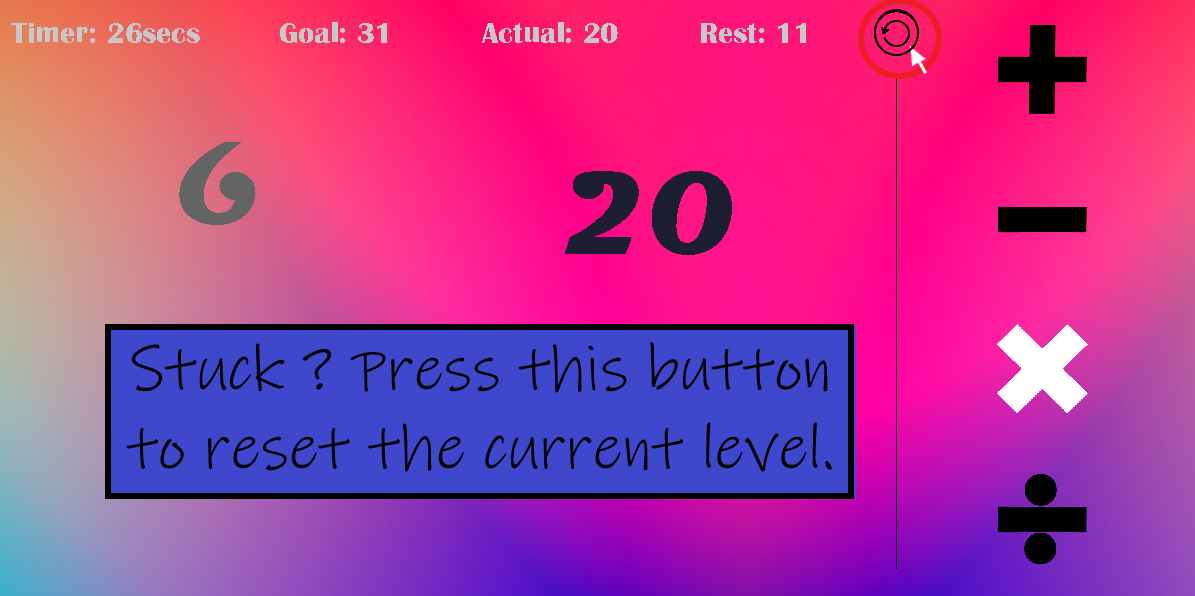 Timer: 26secs Goal: 31 Actual: 20 Rest: 11
6 20
Stuck ? Press this button
to reset the current level.